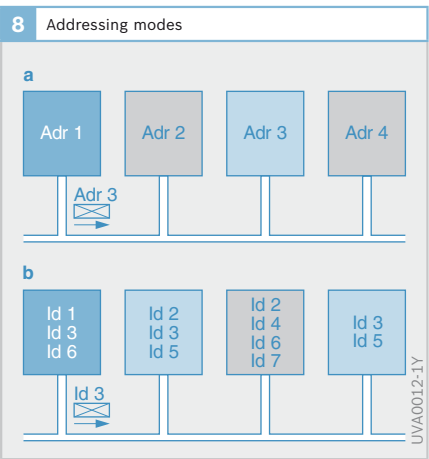 8 Addressing modes
a
Adr 1 Adr 2 Adr 3 Adr 4
Adr 3
b
Id 1
Id 3
Id 6
Id 2
Id 3
Id 5
Id 2
Id 4
Id 6
Id 7
Id 3
Id 5
Id 3
UVA0012-1Y